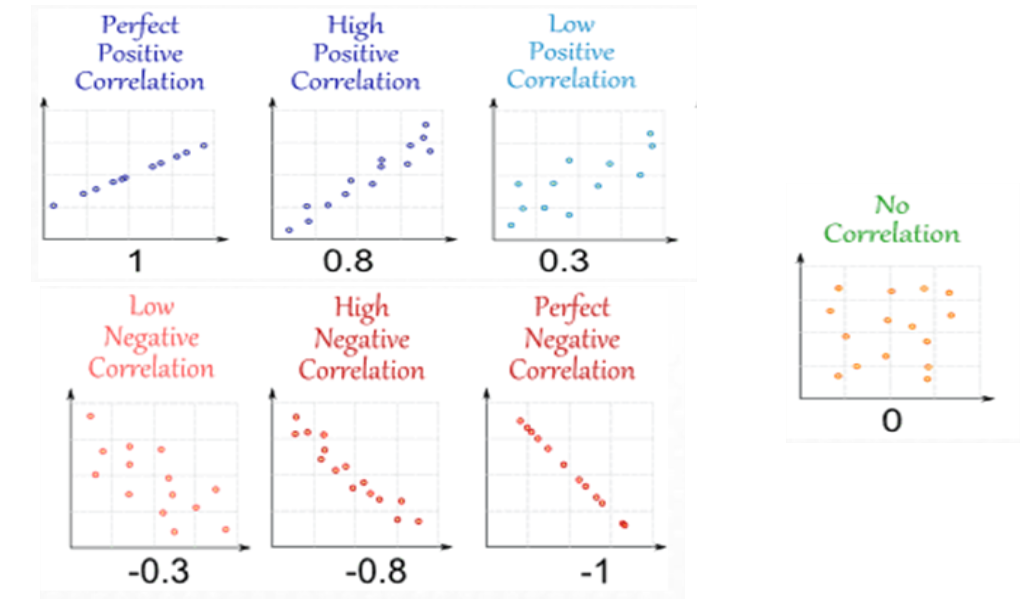 Perfect
Positive
Correlation
1
High
Positive
Correlation
0.8
Low
Positive
Correlation
0.3
Low
Negative
Correlation
-0.3
High
Negative
Correlation
-0.8
Perfect
Negative
Correlation
-1
No
Correlation
0